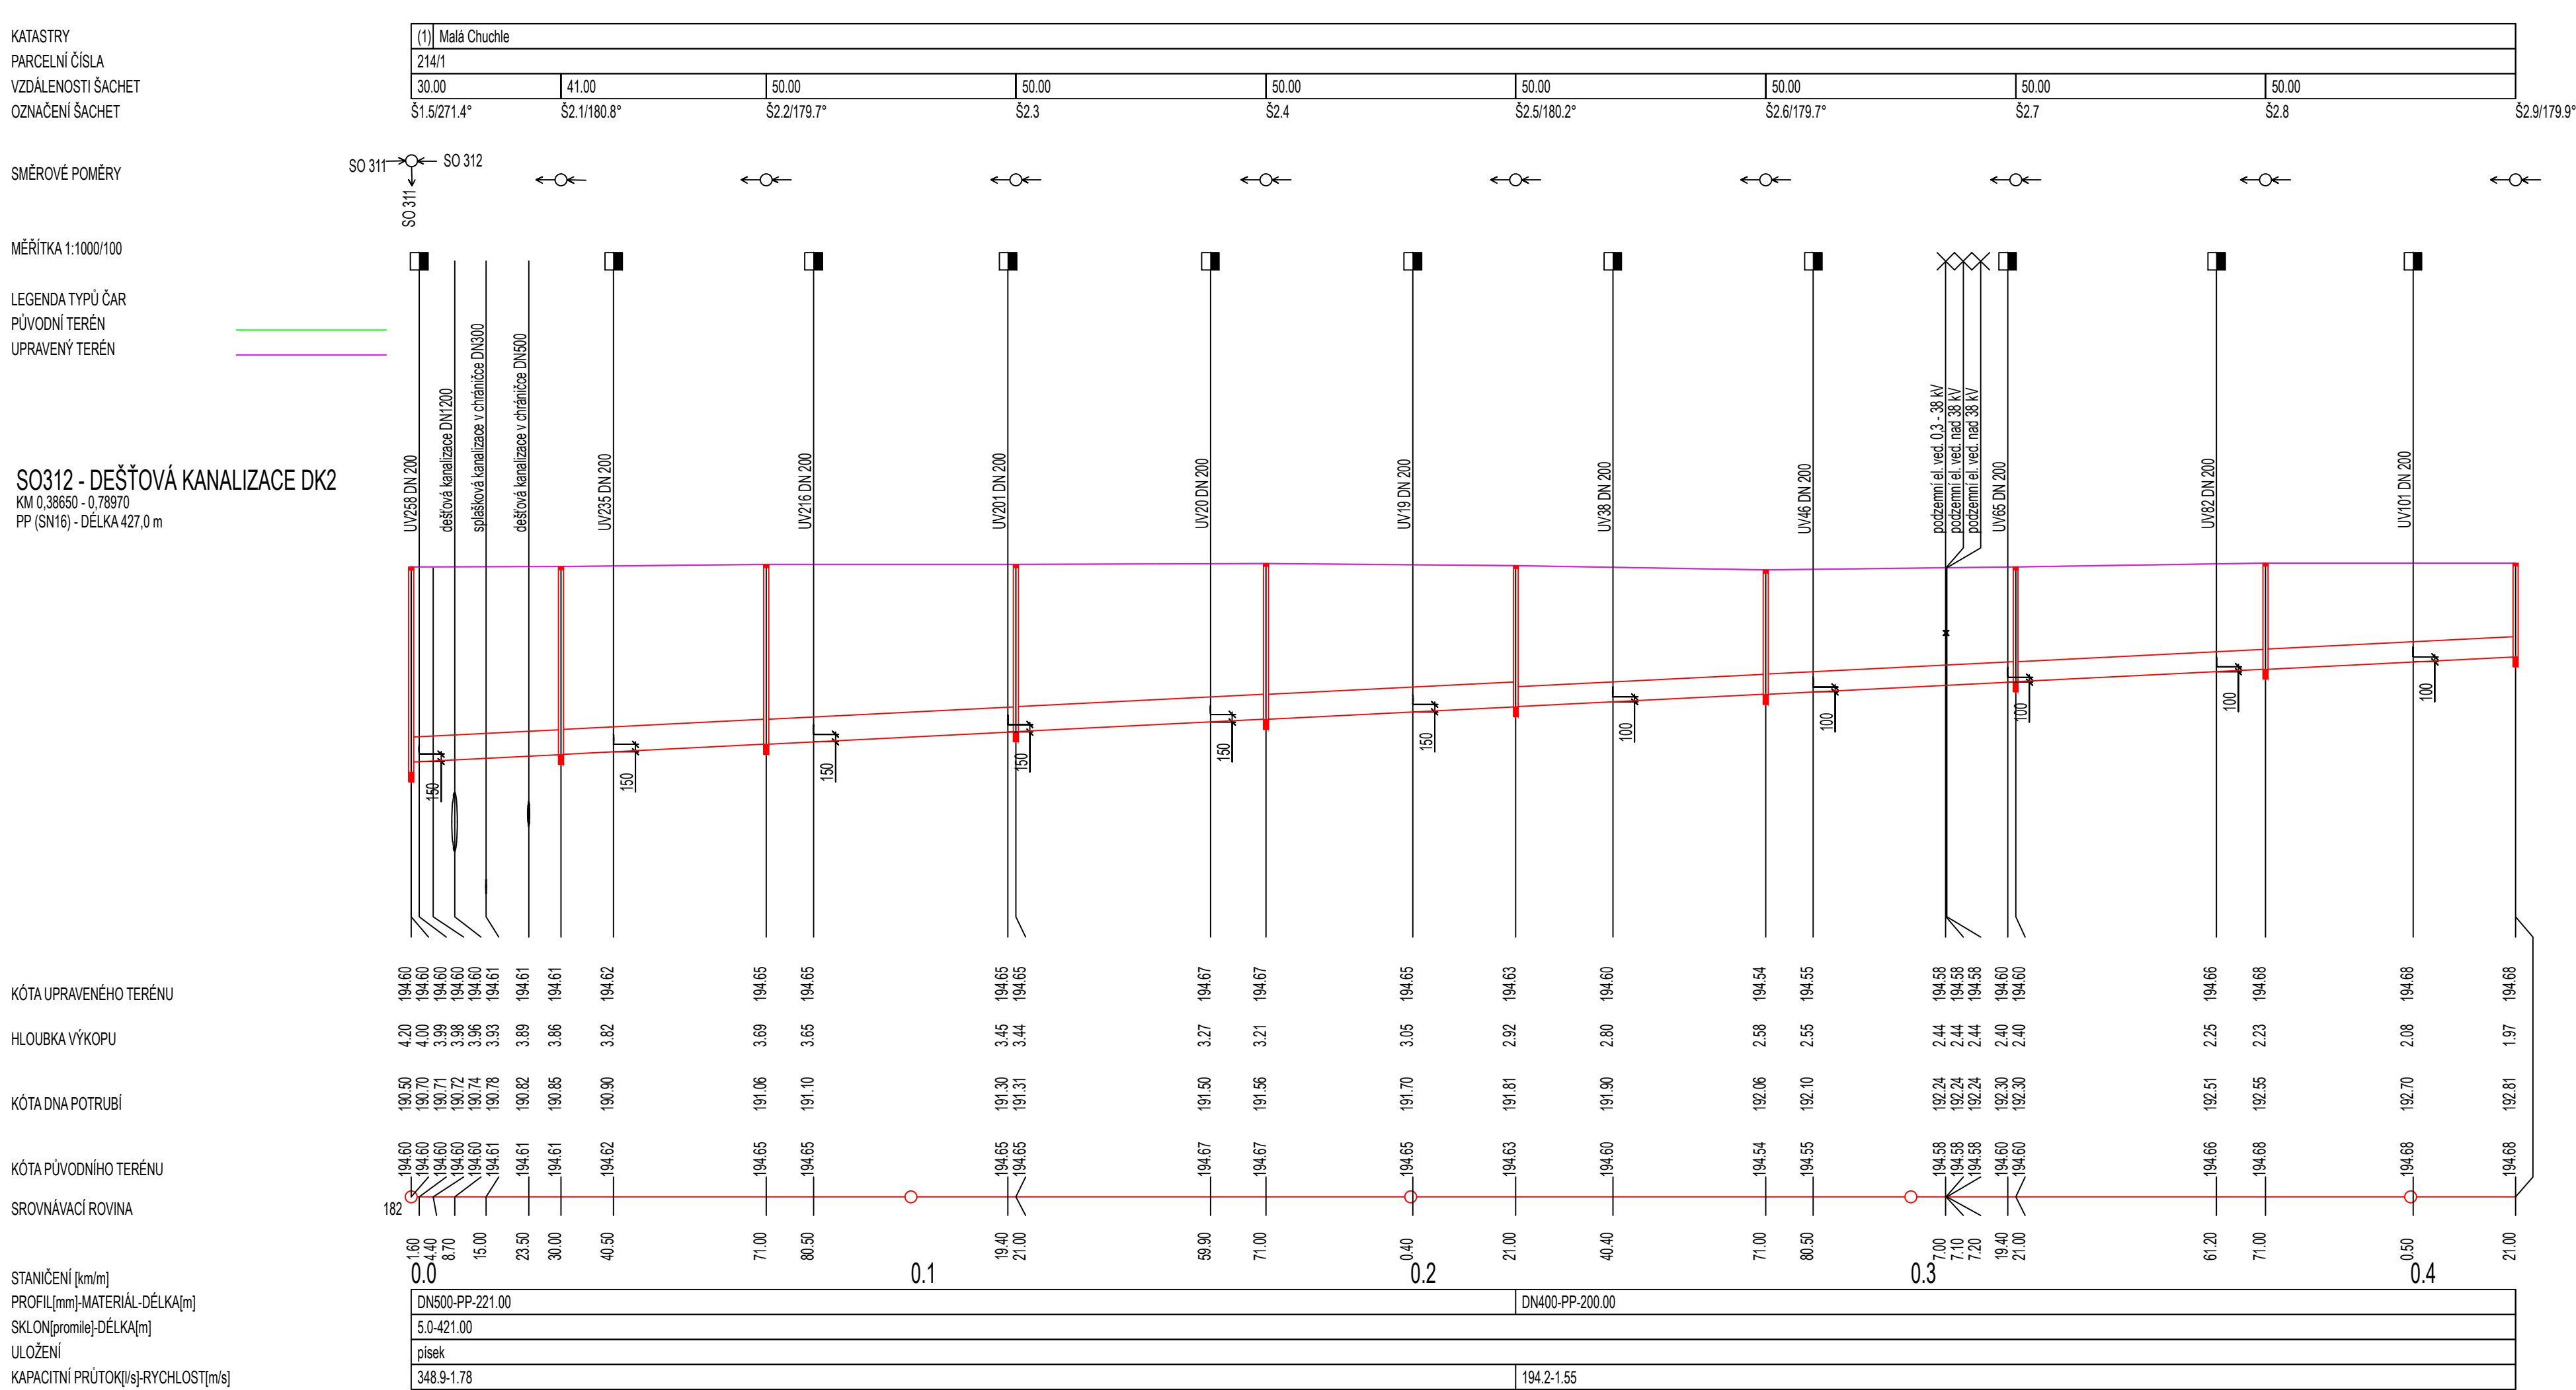 KATASTRY
(1) Malá Chuchle
PARCELNÍ ČÍSLA
214/1
VZDÁLENOSTI ŠACHET
30.00 41.00 50.00 50.00 50.00 50.00 50.00 50.00 50.00
OZNAČENÍ ŠACHET
Š1.5/271.4° Š2.1/180.8° Š2.2/179.7° Š2.3 Š2.4 Š2.5/180.2° Š2.6/179.7° Š2.7 Š2.8 Š2.9/179.9°
SMĚROVÉ POMĚRY
SO 311 SO 312
SO 311
MĚŘÍTKA 1:1000/100
LEGENDA TYPŮ ČAR
PŮVODNÍ TERÉN
UPRAVENÝ TERÉN
SO312 - DEŠŤOVÁ KANALIZACE DK2
KM 0,38650 - 0,78970
PP (SN16) - DÉLKA 427,0 m
UV258 DN 200
dešťová kanalizace DN1200
splašková kanalizace v chráničce DN300
dešťová kanalizace v chráničce DN500
UV235 DN 200
UV216 DN 200
UV201 DN 200
UV20 DN 200
UV19 DN 200
UV38 DN 200
UV46 DN 200
podzemní el. ved. 0,3 - 38 kV
podzemní el. ved. nad 38 kV
podzemní el. ved. nad 38 kV
UV65 DN 200
UV82 DN 200
UV101 DN 200
150 150 150 150 150 150 100 100 100 100 100
KÓTA UPRAVENÉHO TERÉNU
194.60 194.60 194.60 194.60 194.60 194.61 194.61 194.61 194.62 194.65 194.65 194.65 194.65 194.67 194.67 194.65 194.63 194.60 194.54 194.55 194.58 194.58 194.58 194.60 194.60 194.66 194.68 194.68 194.68
HLOUBKA VÝKOPU
4.20 4.00 3.99 3.98 3.96 3.93 3.89 3.86 3.82 3.69 3.65 3.45 3.44 3.27 3.21 3.05 2.92 2.80 2.58 2.55 2.44 2.44 2.44 2.40 2.40 2.25 2.23 2.08 1.97
KÓTA DNA POTRUBÍ
190.50 190.70 190.71 190.72 190.74 190.78 190.82 190.85 190.90 191.06 191.10 191.30 191.31 191.50 191.56 191.70 191.81 191.90 192.06 192.10 192.24 192.24 192.24 192.30 192.30 192.51 192.55 192.70 192.81
KÓTA PŮVODNÍHO TERÉNU
194.60 194.60 194.60 194.60 194.60 194.61 194.61 194.61 194.62 194.65 194.65 194.65 194.65 194.67 194.67 194.65 194.63 194.60 194.54 194.55 194.58 194.58 194.58 194.60 194.60 194.66 194.68 194.68 194.68
SROVNÁVACÍ ROVINA
182
1.60 4.40 8.70 15.00 23.50 30.00 40.50 71.00 80.50 19.40 21.00 59.90 71.00 0.40 21.00 40.40 71.00 80.50 7.00 7.10 7.20 19.40 21.00 61.20 71.00 0.50 21.00
STANIČENÍ [km/m]
0.0 0.1 0.2 0.3 0.4
PROFIL[mm]-MATERIÁL-DÉLKA[m]
DN500-PP-221.00 DN400-PP-200.00
SKLON[promile]-DÉLKA[m]
5.0-421.00
ULOŽENÍ
písek
KAPACITNÍ PRŮTOK[l/s]-RYCHLOST[m/s]
348.9-1.78 194.2-1.55